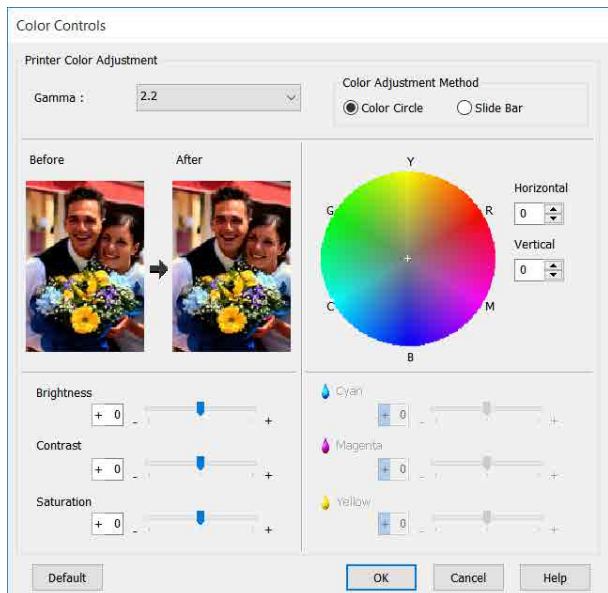 Color Controls
Printer Color Adjustment
Gamma :
2.2
Color Adjustment Method
Color Circle
Slide Bar
Before
After
Y
G
R
C
M
B
Horizontal
0
Vertical
0
Brightness
+ 0
- +
Contrast
+ 0
- +
Saturation
+ 0
- +
Cyan
+ 0
- +
Magenta
+ 0
- +
Yellow
+ 0
- +
Default
OK
Cancel
Help